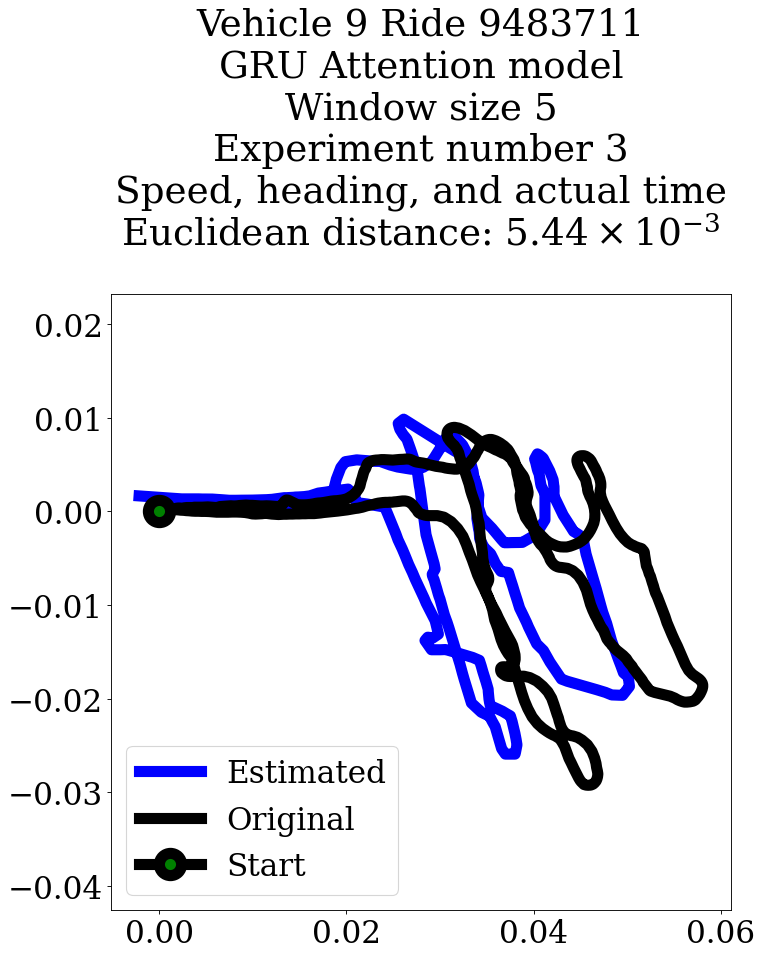 Vehicle 9 Ride 9483711
GRU Attention model
Window size 5
Experiment number 3
Speed, heading, and actual time
Euclidean distance: 5.44 × 10⁻³
0.02
0.01
0.00
−0.01
−0.02
−0.03
−0.04
Estimated
Original
Start
0.00 0.02 0.04 0.06